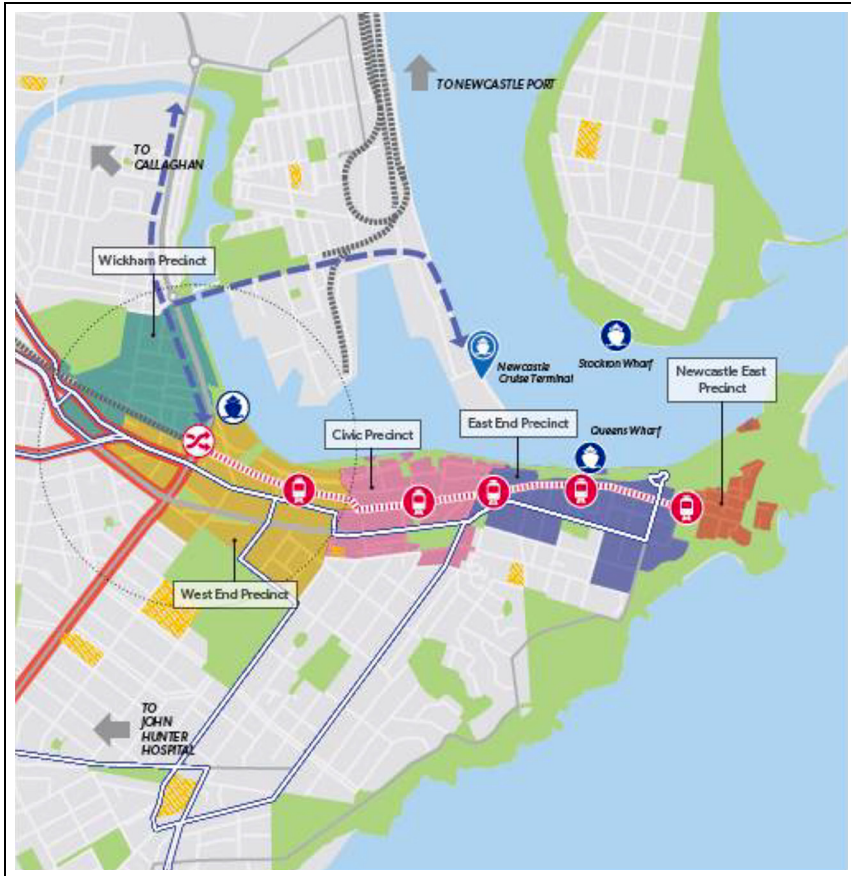 TO NEWCASTLE PORT
TO
CALLAGHAN
Wickham Precinct
Newcastle
Cruise Terminal
Stockton Wharf
Newcastle East
Precinct
Civic Precinct
East End Precinct
Queens Wharf
West End Precinct
TO
JOHN
HUNTER
HOSPITAL